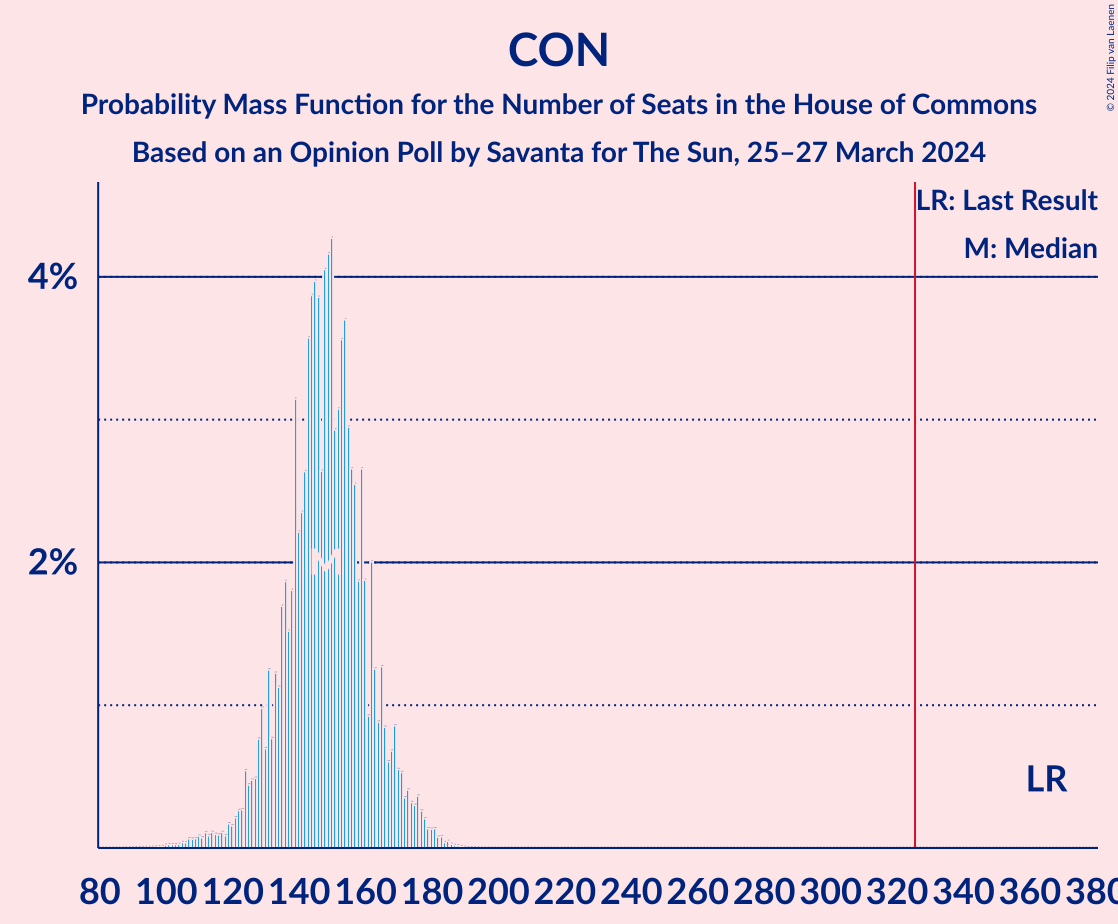 CON
Probability Mass Function for the Number of Seats in the House of Commons
Based on an Opinion Poll by Savanta for The Sun, 25–27 March 2024
© 2024 Filip van Laenen
LR: Last Result
M: Median
4%
2%
M
LR
80 100 120 140 160 180 200 220 240 260 280 300 320 340 360 380